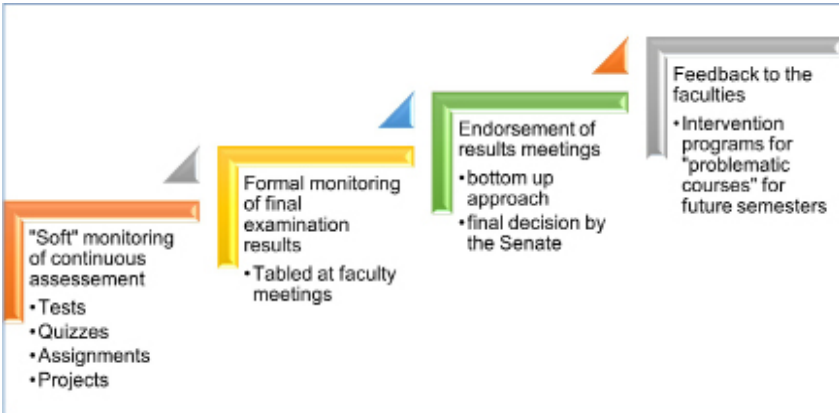 "Soft" monitoring
of continuous
assessement
•Tests
•Quizzes
•Assignments
•Projects
Formal monitoring
of final
examination
results
•Tabled at faculty
meetings
Endorsement of
results meetings
•bottom up
approach
•final decision by
the Senate
Feedback to the
faculties
•Intervention
programs for
"problematic
courses" for
future semesters